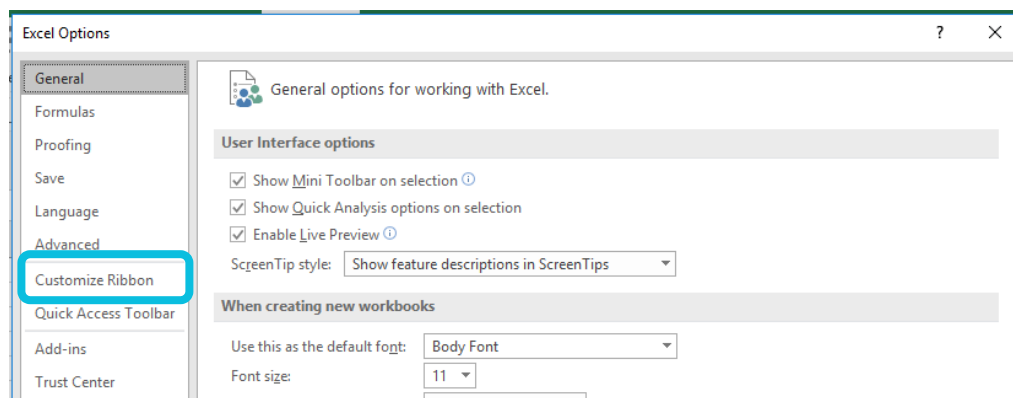 Excel Options ?
General
Formulas
Proofing
Save
Language
Advanced
Customize Ribbon
Quick Access Toolbar
Add-ins
Trust Center
General options for working with Excel.
User Interface options
Show Mini Toolbar on selection
Show Quick Analysis options on selection
Enable Live Preview
ScreenTip style: Show feature descriptions in ScreenTips
When creating new workbooks
Use this as the default font: Body Font
Font size: 11